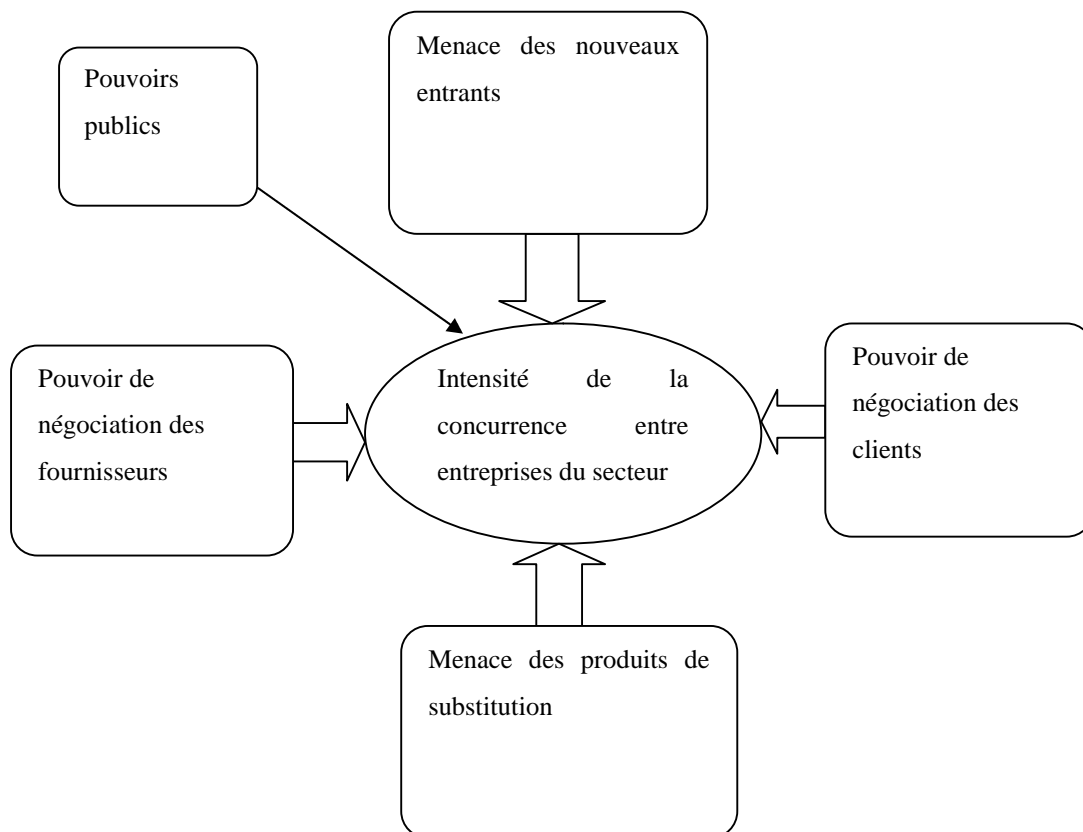 Menace des nouveaux
entrants
Pouvoirs
publics
Pouvoir de
négociation des
fournisseurs
Intensité de la
concurrence entre
entreprises du secteur
Pouvoir de
négociation des
clients
Menace des produits de
substitution